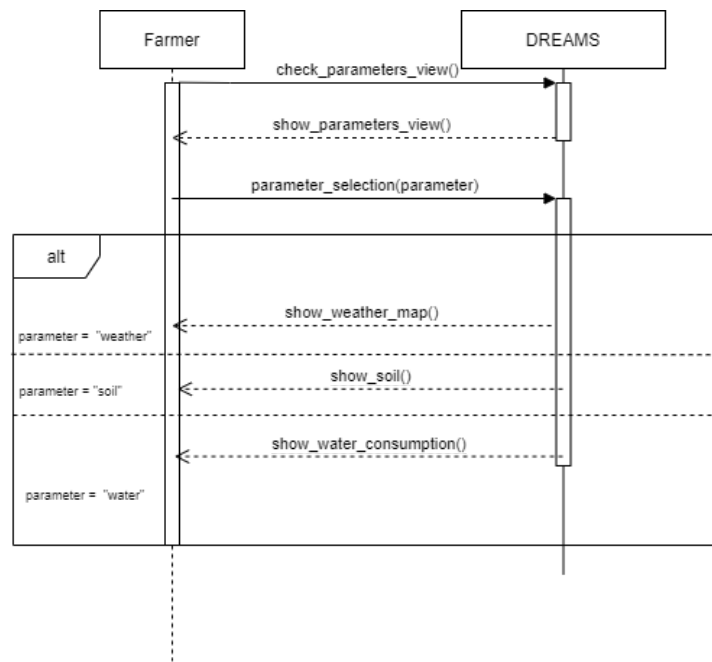 Farmer
DREAMS
check_parameters_view()
show_parameters_view()
parameter_selection(parameter)
alt
show_weather_map()
parameter = "weather"
show_soil()
parameter = "soil"
show_water_consumption()
parameter = "water"